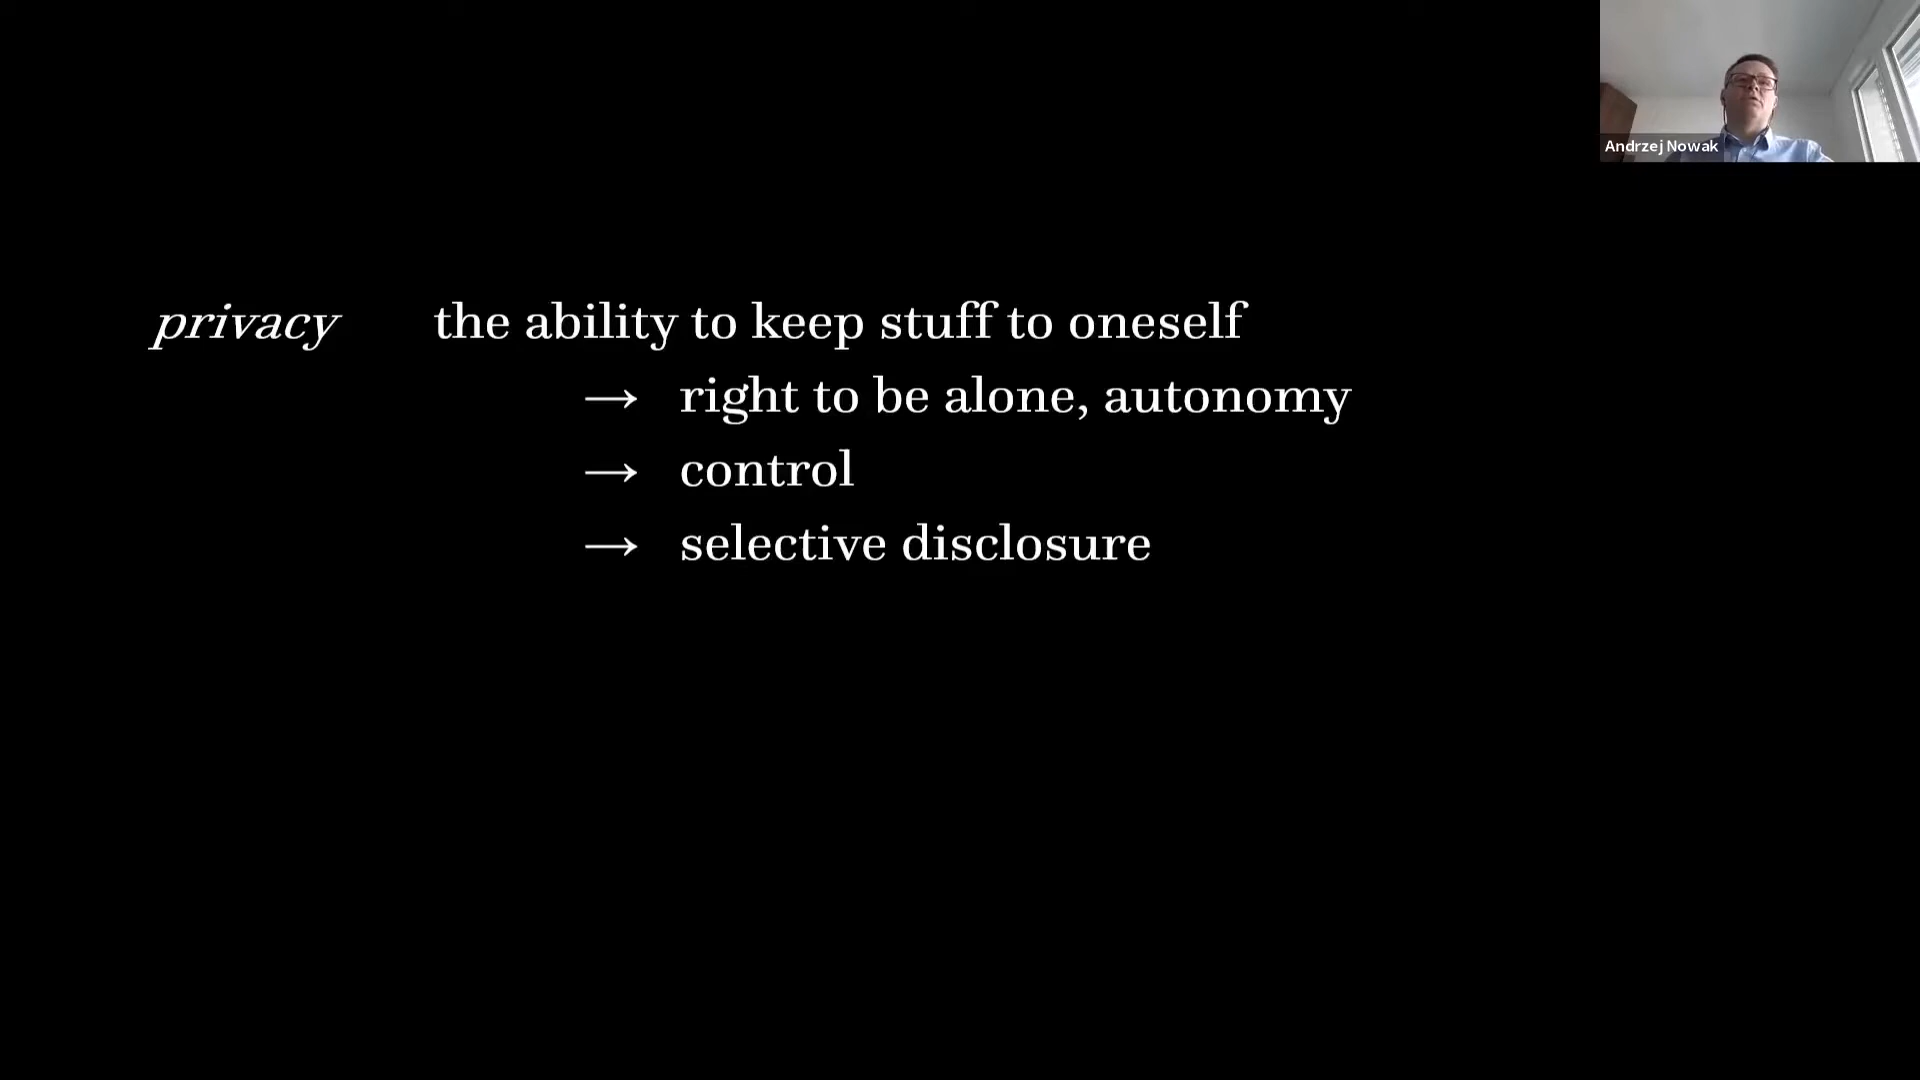 privacy the ability to keep stuff to oneself
→ right to be alone, autonomy
→ control
→ selective disclosure
Andrzej Nowak